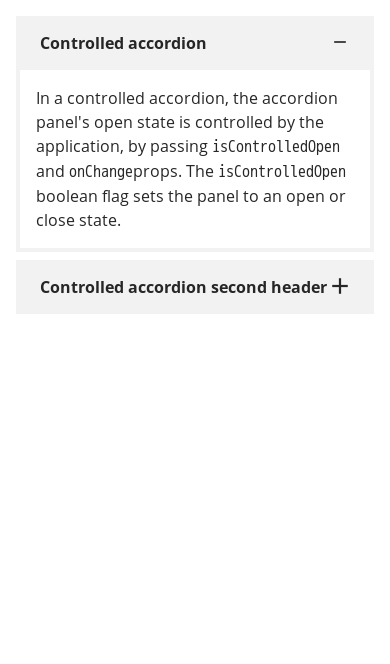 Controlled accordion
In a controlled accordion, the accordion
panel's open state is controlled by the
application, by passing isControlledOpen
and onChangeprops. The isControlledOpen
boolean flag sets the panel to an open or
close state.
Controlled accordion second header